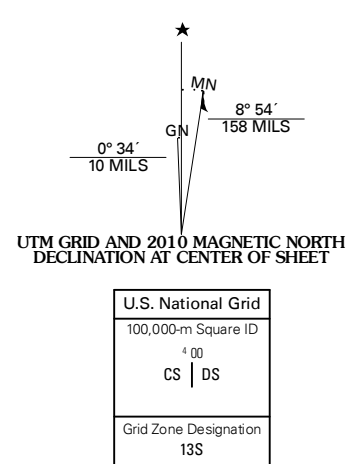 ★
MN
8° 54´
158 MILS
GN
0° 34´
10 MILS
UTM GRID AND 2010 MAGNETIC NORTH
DECLINATION AT CENTER OF SHEET
U.S. National Grid
100,000-m Square ID
4 00
CS | DS
Grid Zone Designation
13S